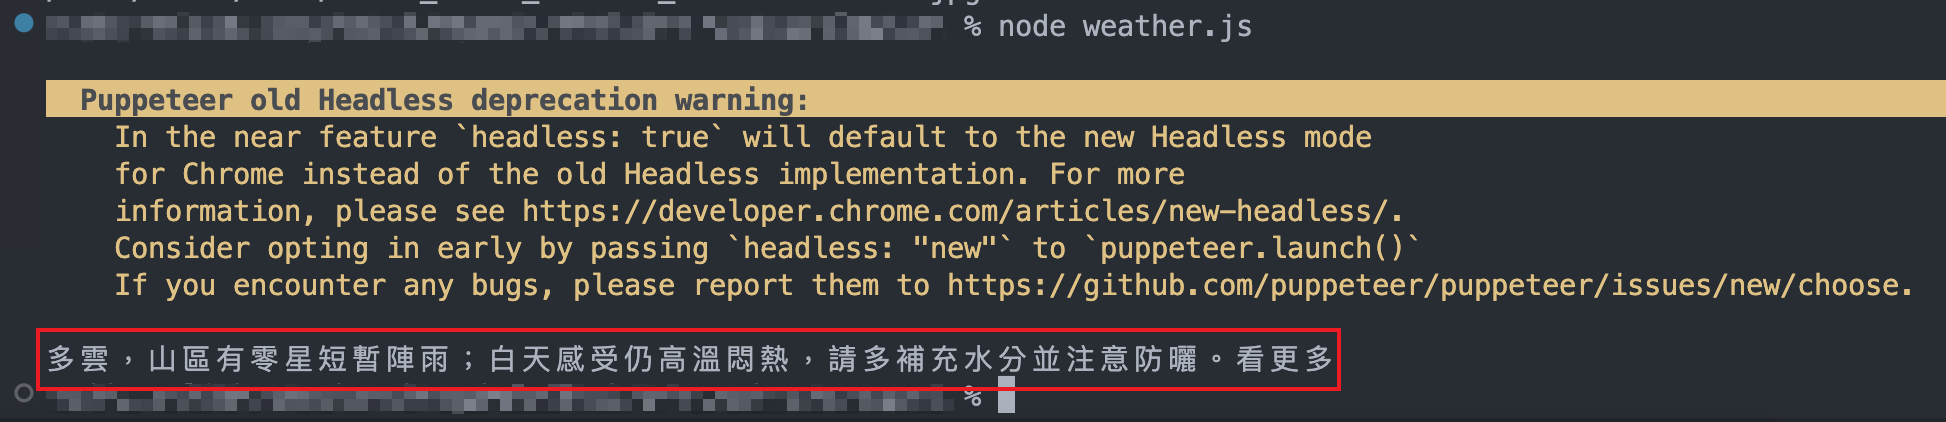 % node weather.js
Puppeteer old Headless deprecation warning:
In the near feature `headless: true` will default to the new Headless mode
for Chrome instead of the old Headless implementation. For more
information, please see https://developer.chrome.com/articles/new-headless/.
Consider opting in early by passing `headless: "new"` to `puppeteer.launch()`
If you encounter any bugs, please report them to https://github.com/puppeteer/puppeteer/issues/new/choose.
多雲，山區有零星短暫陣雨；白天感受仍高溫悶熱，請多補充水分並注意防曬。看更多
%